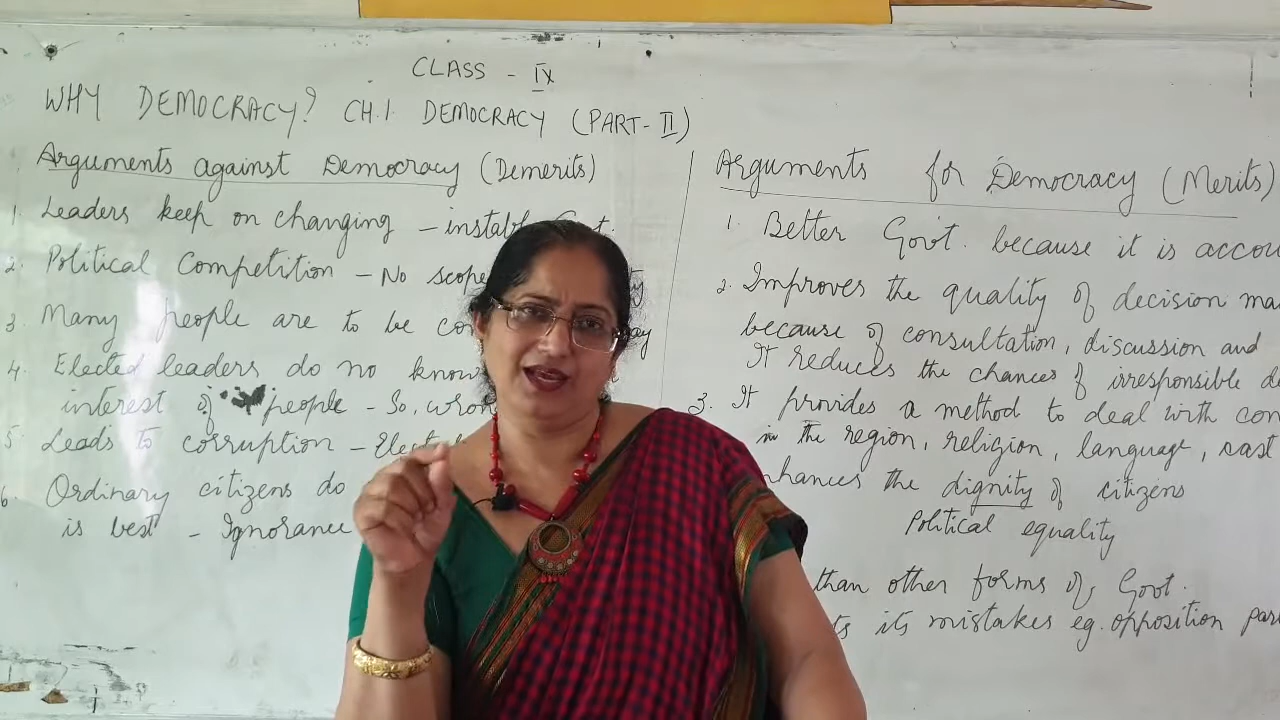 CLASS - IX
WHY DEMOCRACY? CH.1. DEMOCRACY (PART-II)
Arguments against Democracy (Demerits)
1. Leaders keep on changing - instable Govt.
2. Political Competition - No scope
3. Many people are to be
4. Elected leaders do no know
interest of people - So, wron
5. Leads to corruption -
6. Ordinary citizens do
is best - Ignorance
Arguments for Democracy (Merits)
1. Better Govt. because it is accou
2. Improves the quality of decision ma
because of consultation, discussion and
It reduces the chances of irresponsible d
3. It provides a method to deal with con
in the region, religion, language, cast
nhances the dignity of citizens
Political equality
than other forms of Govt.
ts its mistakes eg. opposition par